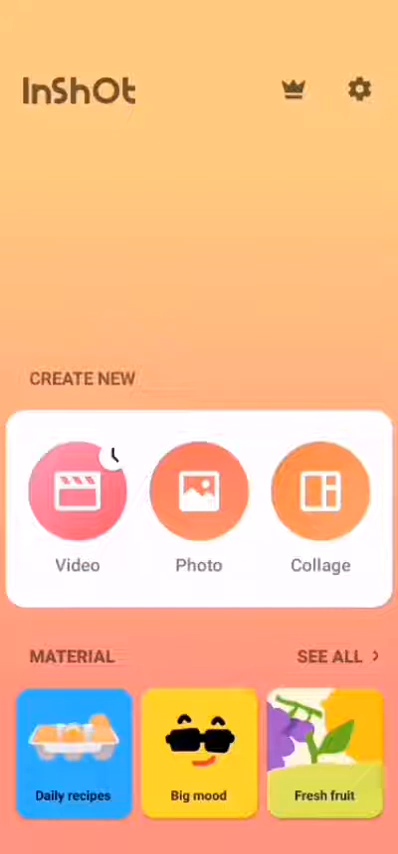 InShOt
CREATE NEW
Video
Photo
Collage
MATERIAL
SEE ALL >
Daily recipes
Big mood
Fresh fruit